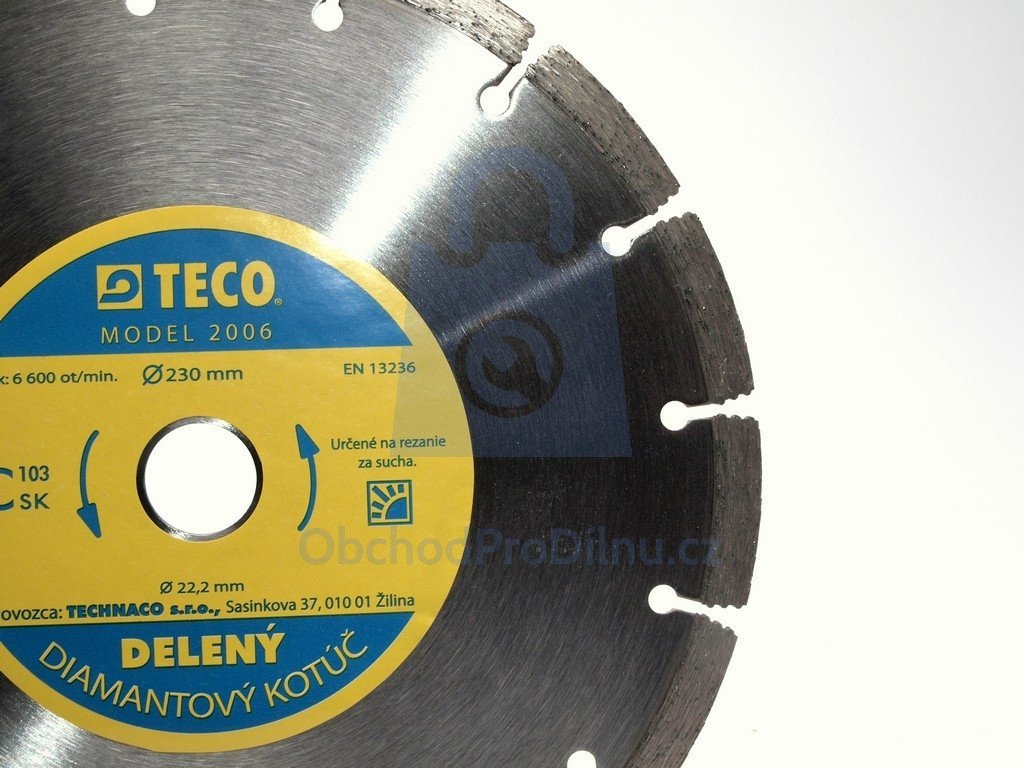 TECO®
MODEL 2006
x: 6 600 ot/min. Ø 230 mm EN 13236
Určené na rezanie
za sucha.
C 103
SK
ObchodProDilnu.cz
Ø 22,2 mm
ovozca: TECHNACO s.r.o., Sasinkova 37, 010 01 Žilina
DELENÝ
DIAMANTOVÝ KOTÚČ